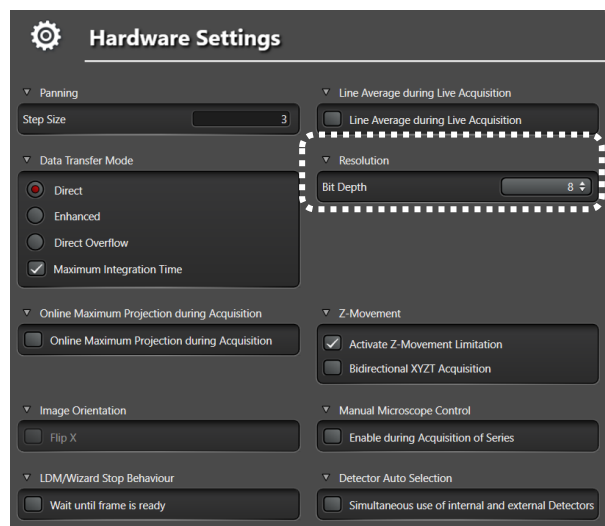 Hardware Settings
Panning
Step Size 3
Line Average during Live Acquisition
Line Average during Live Acquisition
Data Transfer Mode
Direct
Enhanced
Direct Overflow
Maximum Integration Time
Resolution
Bit Depth 8
Online Maximum Projection during Acquisition
Online Maximum Projection during Acquisition
Z-Movement
Activate Z-Movement Limitation
Bidirectional XYZT Acquisition
Image Orientation
Flip X
Manual Microscope Control
Enable during Acquisition of Series
LDM/Wizard Stop Behaviour
Wait until frame is ready
Detector Auto Selection
Simultaneous use of internal and external Detectors